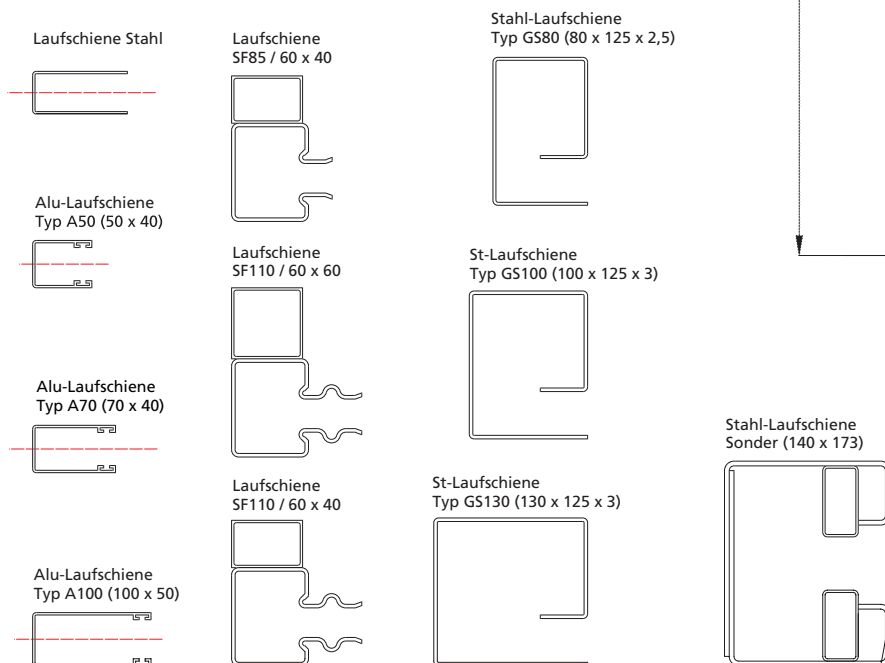 Laufschiene Stahl
Alu-Laufschiene
Typ A50 (50 x 40)
Alu-Laufschiene
Typ A70 (70 x 40)
Alu-Laufschiene
Typ A100 (100 x 50)
Laufschiene
SF85 / 60 x 40
Laufschiene
SF110 / 60 x 60
Laufschiene
SF110 / 60 x 40
Stahl-Laufschiene
Typ GS80 (80 x 125 x 2,5)
St-Laufschiene
Typ GS100 (100 x 125 x 3)
St-Laufschiene
Typ GS130 (130 x 125 x 3)
Stahl-Laufschiene
Sonder (140 x 173)